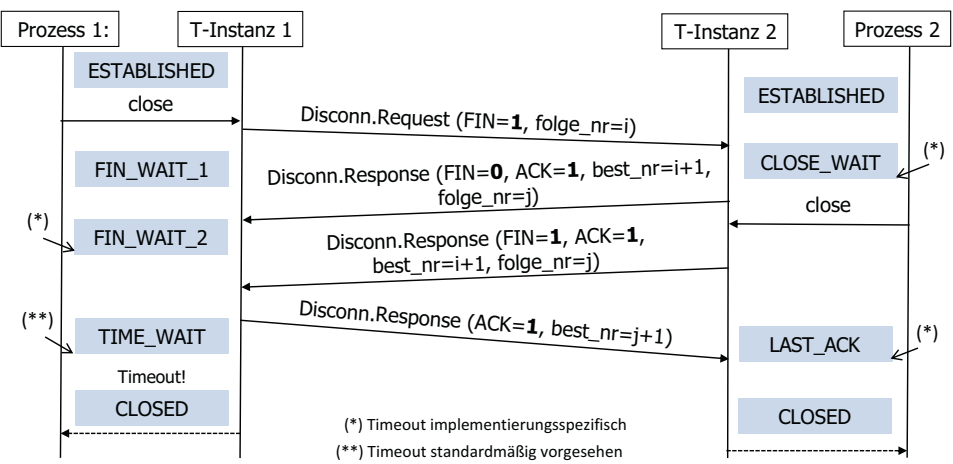 Prozess 1:
T-Instanz 1
T-Instanz 2
Prozess 2
ESTABLISHED
close
ESTABLISHED
Disconn.Request (FIN=1, folge_nr=i)
FIN_WAIT_1
CLOSE_WAIT
(*)
Disconn.Response (FIN=0, ACK=1, best_nr=i+1,
folge_nr=j)
close
(*)
FIN_WAIT_2
Disconn.Response (FIN=1, ACK=1,
best_nr=i+1, folge_nr=j)
(**)
TIME_WAIT
Disconn.Response (ACK=1, best_nr=j+1)
LAST_ACK
(*)
Timeout!
CLOSED
CLOSED
(*) Timeout implementierungsspezifisch
(**) Timeout standardmäßig vorgesehen